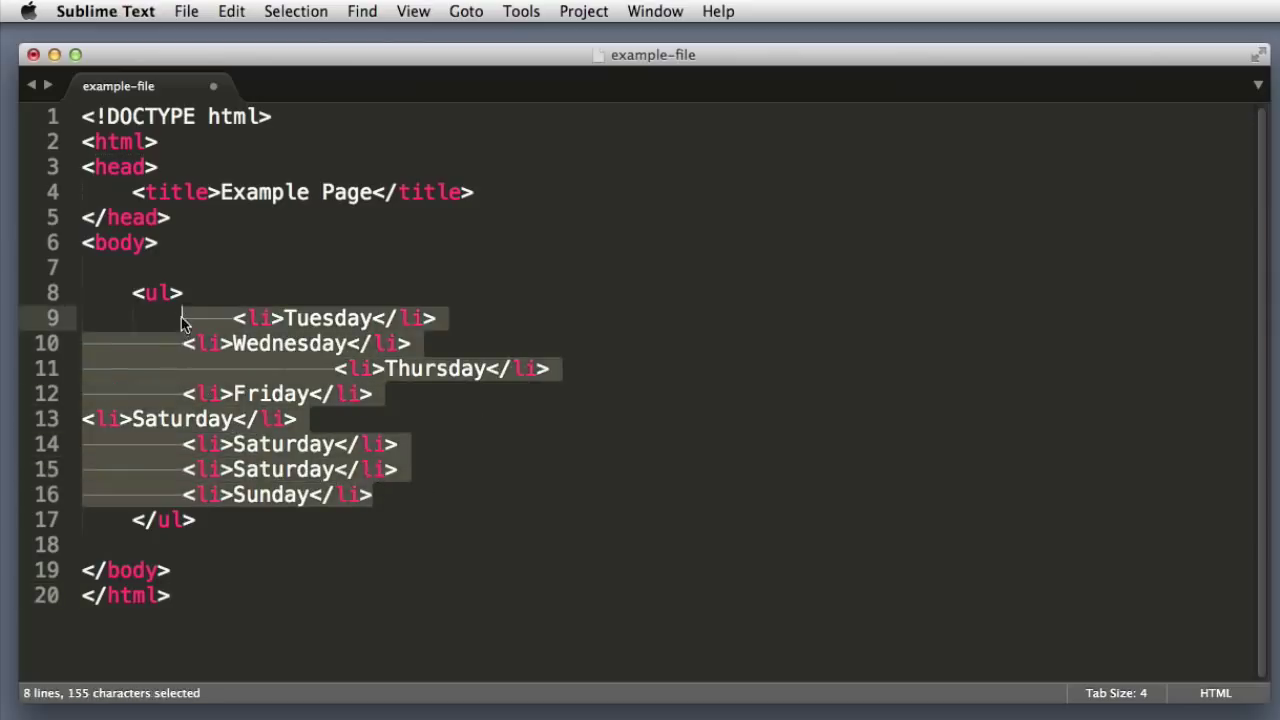 Sublime Text File Edit Selection Find View Goto Tools Project Window Help
example-file
example-file
1 <!DOCTYPE html>
2 <html>
3 <head>
4 <title>Example Page</title>
5 </head>
6 <body>
7
8 <ul>
9 <li>Tuesday</li>
10 <li>Wednesday</li>
11 <li>Thursday</li>
12 <li>Friday</li>
13 <li>Saturday</li>
14 <li>Saturday</li>
15 <li>Saturday</li>
16 <li>Sunday</li>
17 </ul>
18
19 </body>
20 </html>
8 lines, 155 characters selected Tab Size: 4 HTML